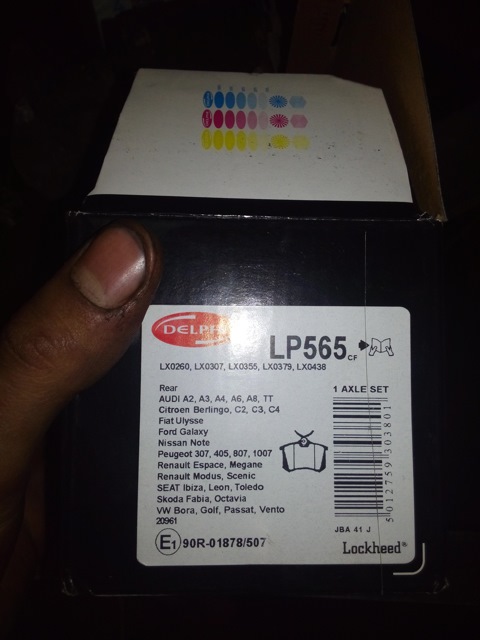 DELPHI
LP565 CF
LX0260, LX0307, LX0355, LX0379, LX0438
Rear
1 AXLE SET
AUDI A2, A3, A4, A6, A8, TT
Citroen Berlingo, C2, C3, C4
Fiat Ulysse
Ford Galaxy
Nissan Note
Peugeot 307, 405, 807, 1007
Renault Espace, Megane
Renault Modus, Scenic
SEAT Ibiza, Leon, Toledo
Skoda Fabia, Octavia
VW Bora, Golf, Passat, Vento
20961
5 012759 303801
JBA 41 J
E1 90R-01878/507
Lockheed®